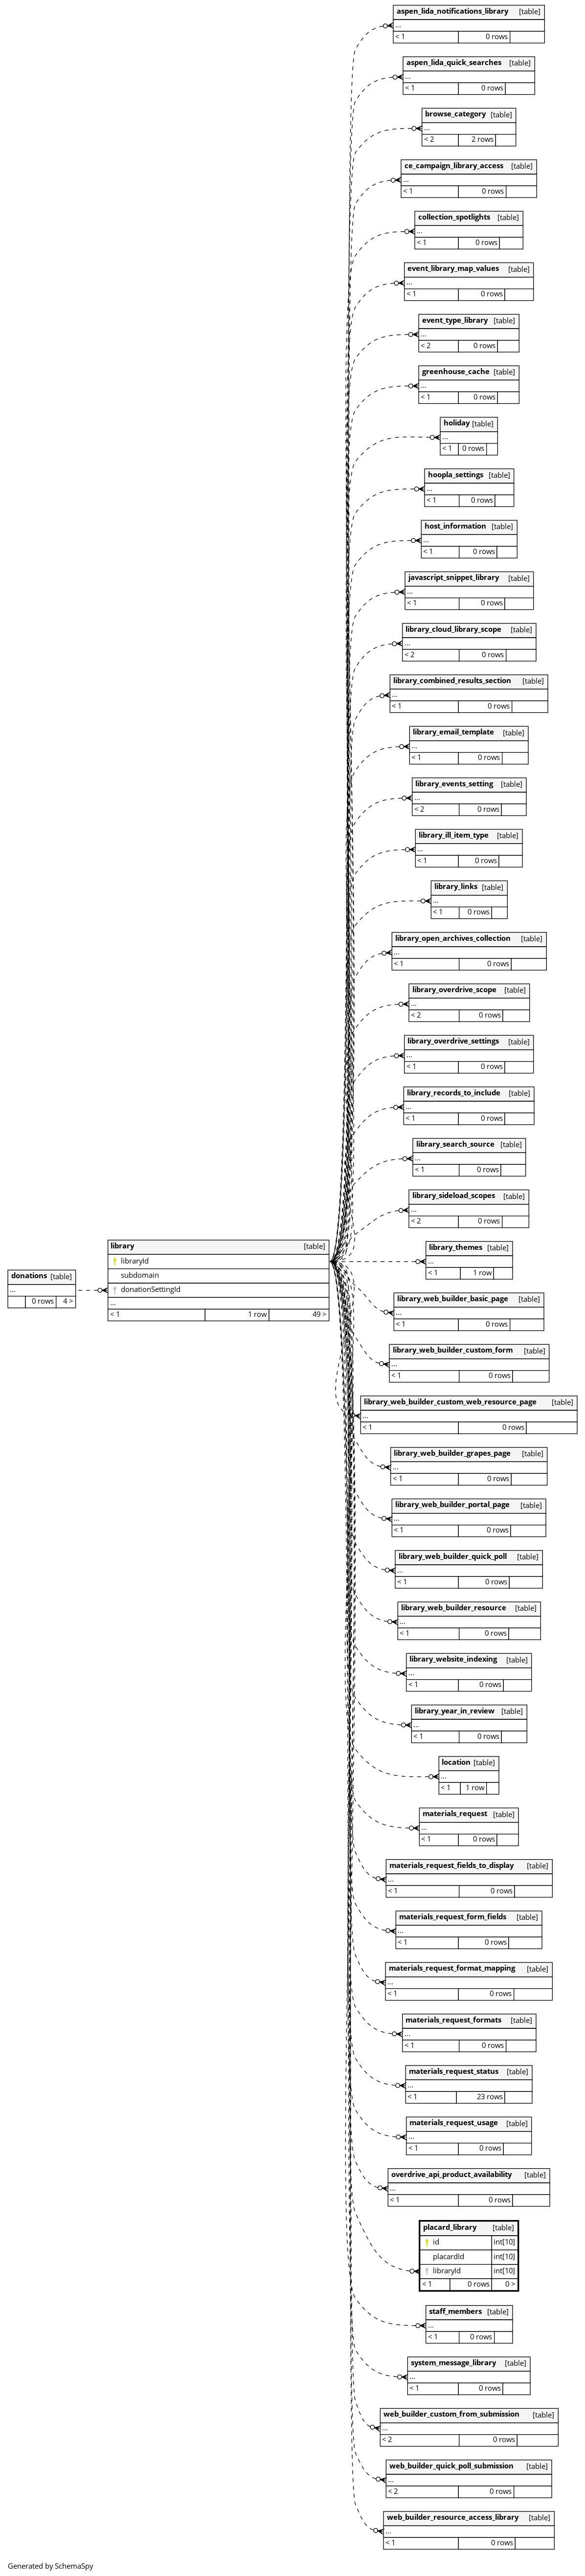 aspen_lida_notifications_library [table]
...
< 1 0 rows
aspen_lida_quick_searches [table]
...
< 1 0 rows
browse_category [table]
...
< 2 2 rows
ce_campaign_library_access [table]
...
< 1 0 rows
collection_spotlights [table]
...
< 1 0 rows
event_library_map_values [table]
...
< 1 0 rows
event_type_library [table]
...
< 2 0 rows
greenhouse_cache [table]
...
< 1 0 rows
holiday [table]
...
< 1 0 rows
hoopla_settings [table]
...
< 1 0 rows
host_information [table]
...
< 1 0 rows
javascript_snippet_library [table]
...
< 1 0 rows
library_cloud_library_scope [table]
...
< 2 0 rows
library_combined_results_section [table]
...
< 1 0 rows
library_email_template [table]
...
< 1 0 rows
library_events_setting [table]
...
< 2 0 rows
library_ill_item_type [table]
...
< 1 0 rows
library_links [table]
...
< 1 0 rows
library_open_archives_collection [table]
...
< 1 0 rows
library_overdrive_scope [table]
...
< 2 0 rows
library_overdrive_settings [table]
...
< 1 0 rows
library_records_to_include [table]
...
< 1 0 rows
library_search_source [table]
...
< 1 0 rows
library_sideload_scopes [table]
...
< 2 0 rows
library [table]
libraryId
subdomain
donationSettingId
...
< 1 1 row 49 >
donations [table]
...
0 rows 4 >
library_themes [table]
...
< 1 1 row
library_web_builder_basic_page [table]
...
< 1 0 rows
library_web_builder_custom_form [table]
...
< 1 0 rows
library_web_builder_custom_web_resource_page [table]
...
< 1 0 rows
library_web_builder_grapes_page [table]
...
< 1 0 rows
library_web_builder_portal_page [table]
...
< 1 0 rows
library_web_builder_quick_poll [table]
...
< 1 0 rows
library_web_builder_resource [table]
...
< 1 0 rows
library_website_indexing [table]
...
< 1 0 rows
library_year_in_review [table]
...
< 1 0 rows
location [table]
...
< 1 1 row
materials_request [table]
...
< 1 0 rows
materials_request_fields_to_display [table]
...
< 1 0 rows
materials_request_form_fields [table]
...
< 1 0 rows
materials_request_format_mapping [table]
...
< 1 0 rows
materials_request_formats [table]
...
< 1 0 rows
materials_request_status [table]
...
< 1 23 rows
materials_request_usage [table]
...
< 1 0 rows
overdrive_api_product_availability [table]
...
< 1 0 rows
placard_library [table]
id int[10]
placardId int[10]
libraryId int[10]
< 1 0 rows 0 >
staff_members [table]
...
< 1 0 rows
system_message_library [table]
...
< 1 0 rows
web_builder_custom_from_submission [table]
...
< 2 0 rows
web_builder_quick_poll_submission [table]
...
< 2 0 rows
web_builder_resource_access_library [table]
...
< 1 0 rows
Generated by SchemaSpy